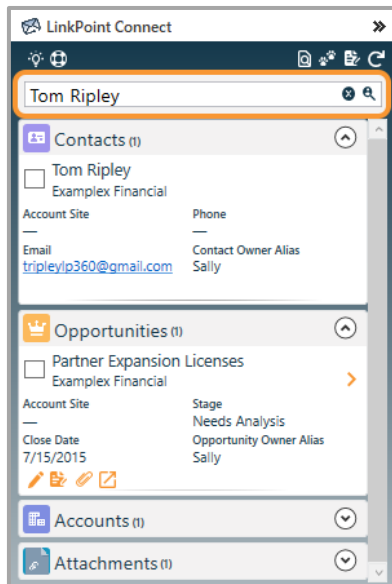 LinkPoint Connect
Tom Ripley
Contacts (1)
Tom Ripley
Examplex Financial
Account Site
Phone
—
—
Email
Contact Owner Alias
tripleylp360@gmail.com
Sally
Opportunities (1)
Partner Expansion Licenses
Examplex Financial
Account Site
Stage
—
Needs Analysis
Close Date
Opportunity Owner Alias
7/15/2015
Sally
Accounts (1)
Attachments (1)